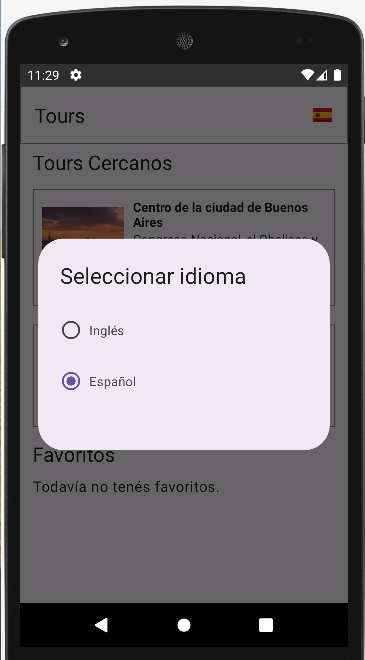 11:29
Tours
Tours Cercanos
Centro de la ciudad de Buenos
Aires
Congreso Nacional, el Obelisco y
Seleccionar idioma
Inglés
Español
Favoritos
Todavía no tenés favoritos.